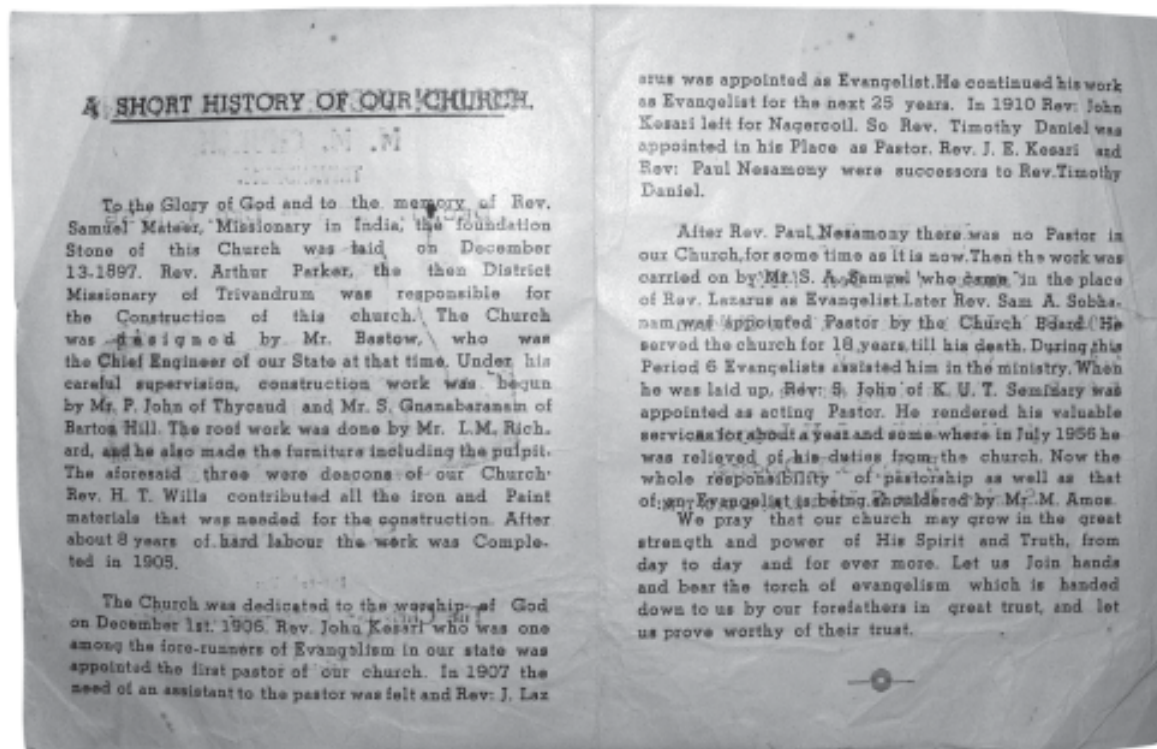 A SHORT HISTORY OF OUR CHURCH.
To the Glory of God and to the memory of Rev.
Samuel Mateer, Missionary in India, the foundation
Stone of this Church was laid on December
13-1897. Rev. Arthur Parker, the then District
Missionary of Trivandrum was responsible for
the Construction of this church. The Church
was designed by Mr. Bastow, who was
the Chief Engineer of our State at that time. Under his
careful supervision, construction work was begun
by Mr. P. John of Thycaud and Mr. S. Gnanabaranam of
Barton Hill. The roof work was done by Mr. I.M. Rich-
ard, and he also made the furniture including the pulpit.
The aforesaid three were deacons of our Church.
Rev. H. T. Wills contributed all the iron and Paint
materials that was needed for the construction. After
about 8 years of hard labour the work was Comple-
ted in 1905.
The Church was dedicated to the worship of God
on December 1st. 1906. Rev. John Kesari who was one
among the fore-runners of Evangelism in our state was
appointed the first pastor of our church. In 1907 the
need of an assistant to the pastor was felt and Rev: J. Laz
arus was appointed as Evangelist.He continued his work
as Evangelist for the next 25 years. In 1910 Rev: John
Kesari left for Nagercoil. So Rev. Timothy Daniel was
appointed in his Place as Pastor. Rev. J. E. Kesari and
Rev: Paul Nesamony were successors to Rev.Timothy
Daniel.
After Rev. Paul Nesamony there was no Pastor in
our Church,for some time as it is now.Then the work was
carried on by Mr. S. A. Samuel who came in the place
of Rev. Lazarus as Evangelist.Later Rev. Sam A. Sobha-
nam was appointed Pastor by the Church Board. He
served the church for 18 years till his death. During this
Period 6 Evangelists assisted him in the ministry. When
he was laid up, Rev: S. John of K. U. T. Seminary was
appointed as acting Pastor. He rendered his valuable
services for about a year and some where in July 1956 he
was relieved of his duties from the church. Now the
whole responsibility of pastorship as well as that
of an Evangelist is being shouldered by Mr. M. Amos.
We pray that our church may grow in the great
strength and power of His Spirit and Truth, from
day to day and for ever more. Let us Join hands
and bear the torch of evangelism which is handed
down to us by our forefathers in great trust, and let
us prove worthy of their trust.